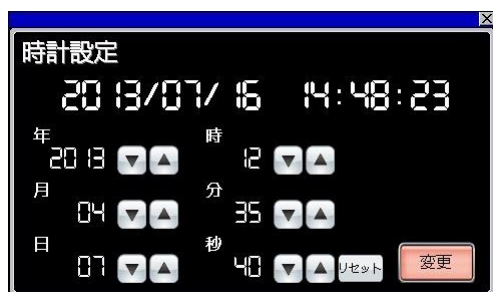 時計設定
2013/07/16 14:48:23
年 時
2013 ▼ ▲ 12 ▼ ▲
月 分
04 ▼ ▲ 35 ▼ ▲
日 秒
07 ▼ ▲ 40 ▼ ▲ リセット 変更